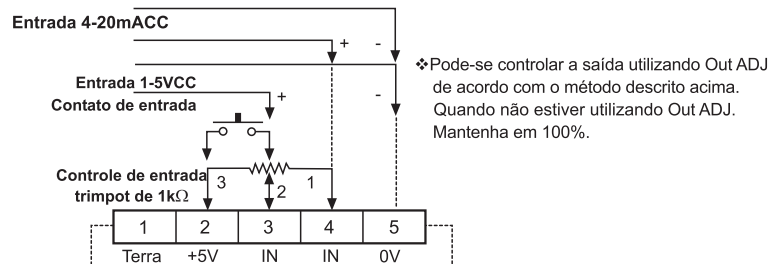 Entrada 4-20mACC
+ -
❖Pode-se controlar a saída utilizando Out ADJ
de acordo com o método descrito acima.
Quando não estiver utilizando Out ADJ.
Mantenha em 100%.
Entrada 1-5VCC
+ -
Contato de entrada
Controle de entrada
trimpot de 1kΩ
3 2 1
1 2 3 4 5
Terra +5V IN IN 0V